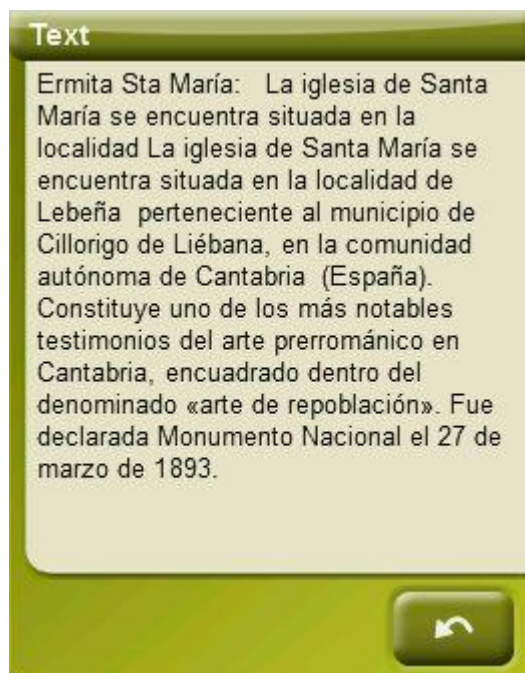 Text
Ermita Sta María:   La iglesia de Santa
María se encuentra situada en la
localidad La iglesia de Santa María se
encuentra situada en la localidad de
Lebeña  perteneciente al municipio de
Cillorigo de Liébana, en la comunidad
autónoma de Cantabria  (España).
Constituye uno de los más notables
testimonios del arte prerrománico en
Cantabria, encuadrado dentro del
denominado «arte de repoblación». Fue
declarada Monumento Nacional el 27 de
marzo de 1893.